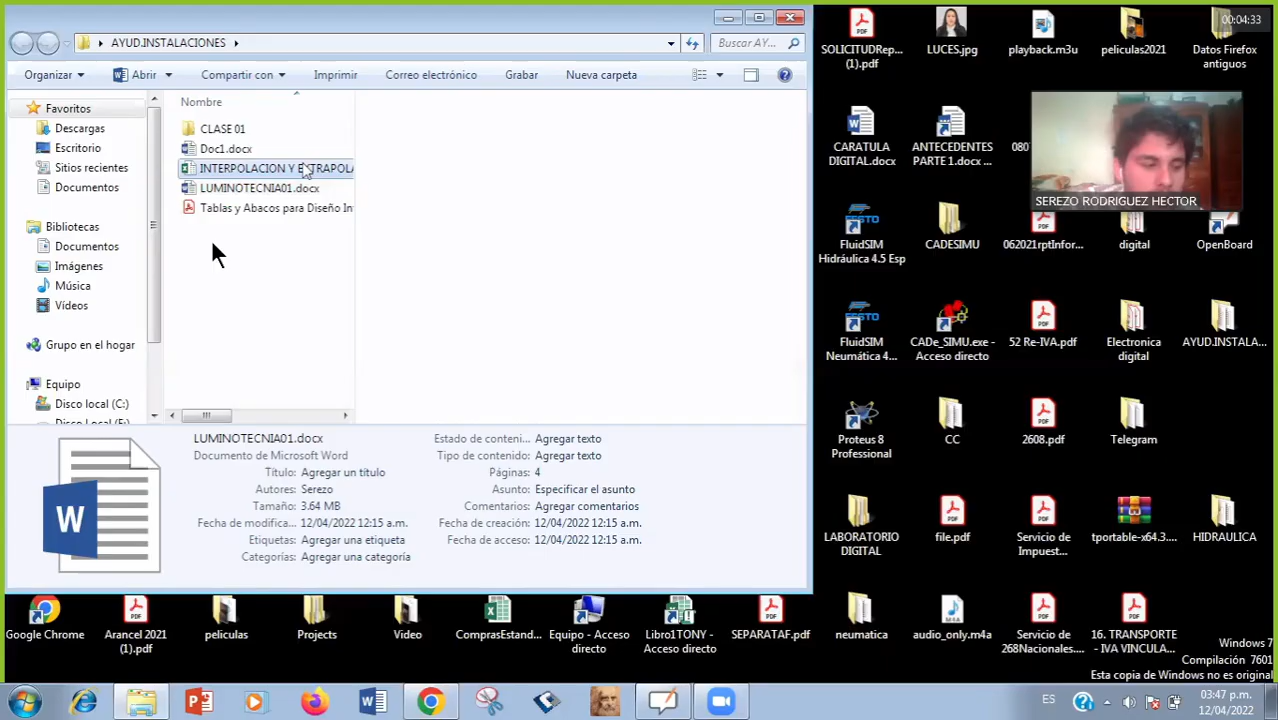 AYUD.INSTALACIONES
Buscar AY...
Organizar
Abrir
Compartir con
Imprimir
Correo electrónico
Grabar
Nueva carpeta
Favoritos
Descargas
Escritorio
Sitios recientes
Documentos
Bibliotecas
Documentos
Imágenes
Música
Vídeos
Grupo en el hogar
Equipo
Disco local (C:)
Nombre
CLASE 01
Doc1.docx
INTERPOLACION Y EXTRAPOLA
LUMINOTECNIA01.docx
Tablas y Abacos para Diseño In
LUMINOTECNIA01.docx
Documento de Microsoft Word
Título: Agregar un título
Autores: Serezo
Tamaño: 3.64 MB
Fecha de modifica... 12/04/2022 12:15 a.m.
Etiquetas: Agregar una etiqueta
Categorías: Agregar una categoría
Estado de conteni... Agregar texto
Tipo de contenido: Agregar texto
Páginas: 4
Asunto: Especificar el asunto
Comentarios: Agregar comentarios
Fecha de creación: 12/04/2022 12:15 a.m.
Fecha de acceso: 12/04/2022 12:15 a.m.
W
00:04:33
SOLICITUDRep...
(1).pdf
LUCES.jpg
playback.m3u
peliculas2021
Datos Firefox
antiguos
CARATULA
DIGITAL.docx
ANTECEDENTES
PARTE 1.docx ...
080
SEREZO RODRIGUEZ HECTOR
FESTO
FluidSIM
Hidráulica 4.5 Esp
CADESIMU
062021rptInfor...
digital
OpenBoard
FESTO
FluidSIM
Neumática 4...
CADe_SIMU.exe -
Acceso directo
52 Re-IVA.pdf
Electronica
digital
AYUD.INSTALA...
Proteus 8
Professional
CC
2608.pdf
Telegram
LABORATORIO
DIGITAL
file.pdf
Servicio de
Impuest...
tportable-x64.3....
HIDRAULICA
Google Chrome
Arancel 2021
(1).pdf
peliculas
Projects
Video
ComprasEstand...
Equipo - Acceso
directo
Libro1TONY -
Acceso directo
SEPARATAF.pdf
neumatica
audio_only.m4a
Servicio de
268Nacionales....
16. TRANSPORTE
- IVA VINCULA...
Windows 7
Compilación 7601
Esta copia de Windows no es original
ES
03:47 p.m.
12/04/2022